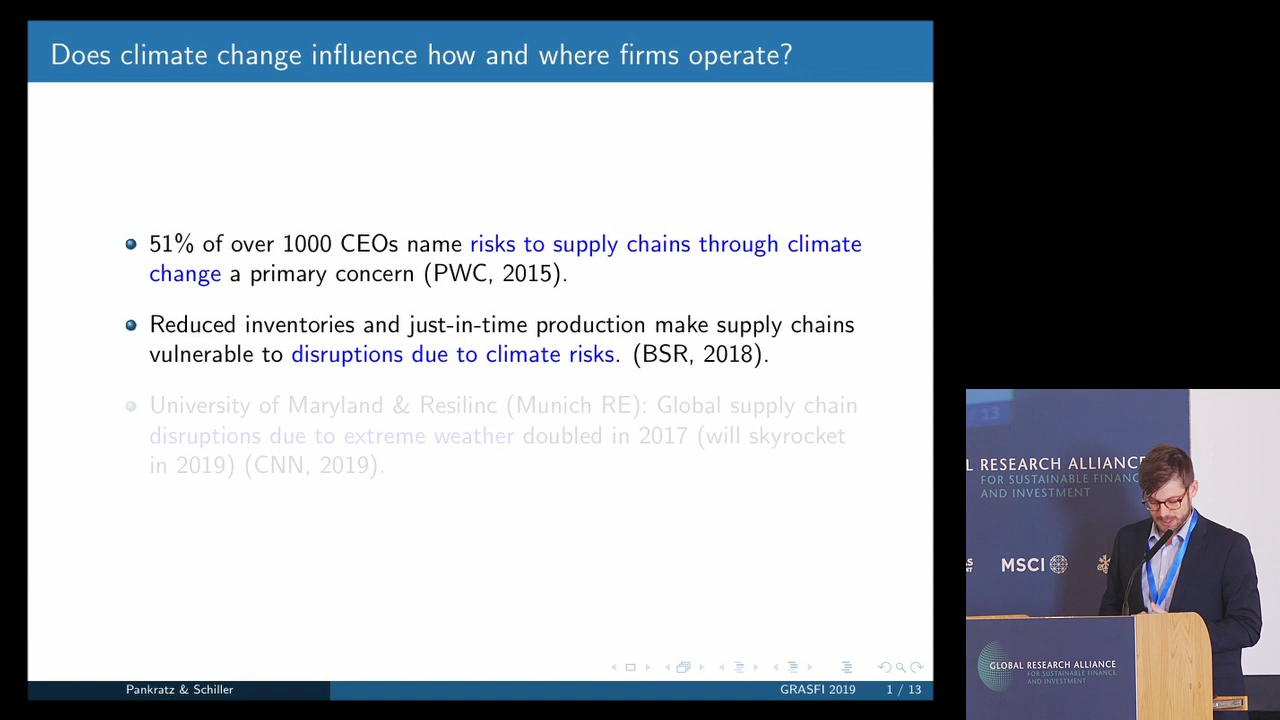 Does climate change influence how and where firms operate?
51% of over 1000 CEOs name risks to supply chains through climate
change a primary concern (PWC, 2015).
Reduced inventories and just-in-time production make supply chains
vulnerable to disruptions due to climate risks. (BSR, 2018).
University of Maryland & Resilinc (Munich RE): Global supply chain
disruptions due to extreme weather doubled in 2017 (will skyrocket
in 2019) (CNN, 2019).
Pankratz & Schiller
GRASFI 2019
1 / 13
/ 13
L RESEARCH ALLIANCE
FOR SUSTAINABLE FINANC
AND INVESTMENT
MSCI
GLOBAL RESEARCH ALLIANCE
FOR SUSTAINABLE FINANCE
AND INVESTMENT